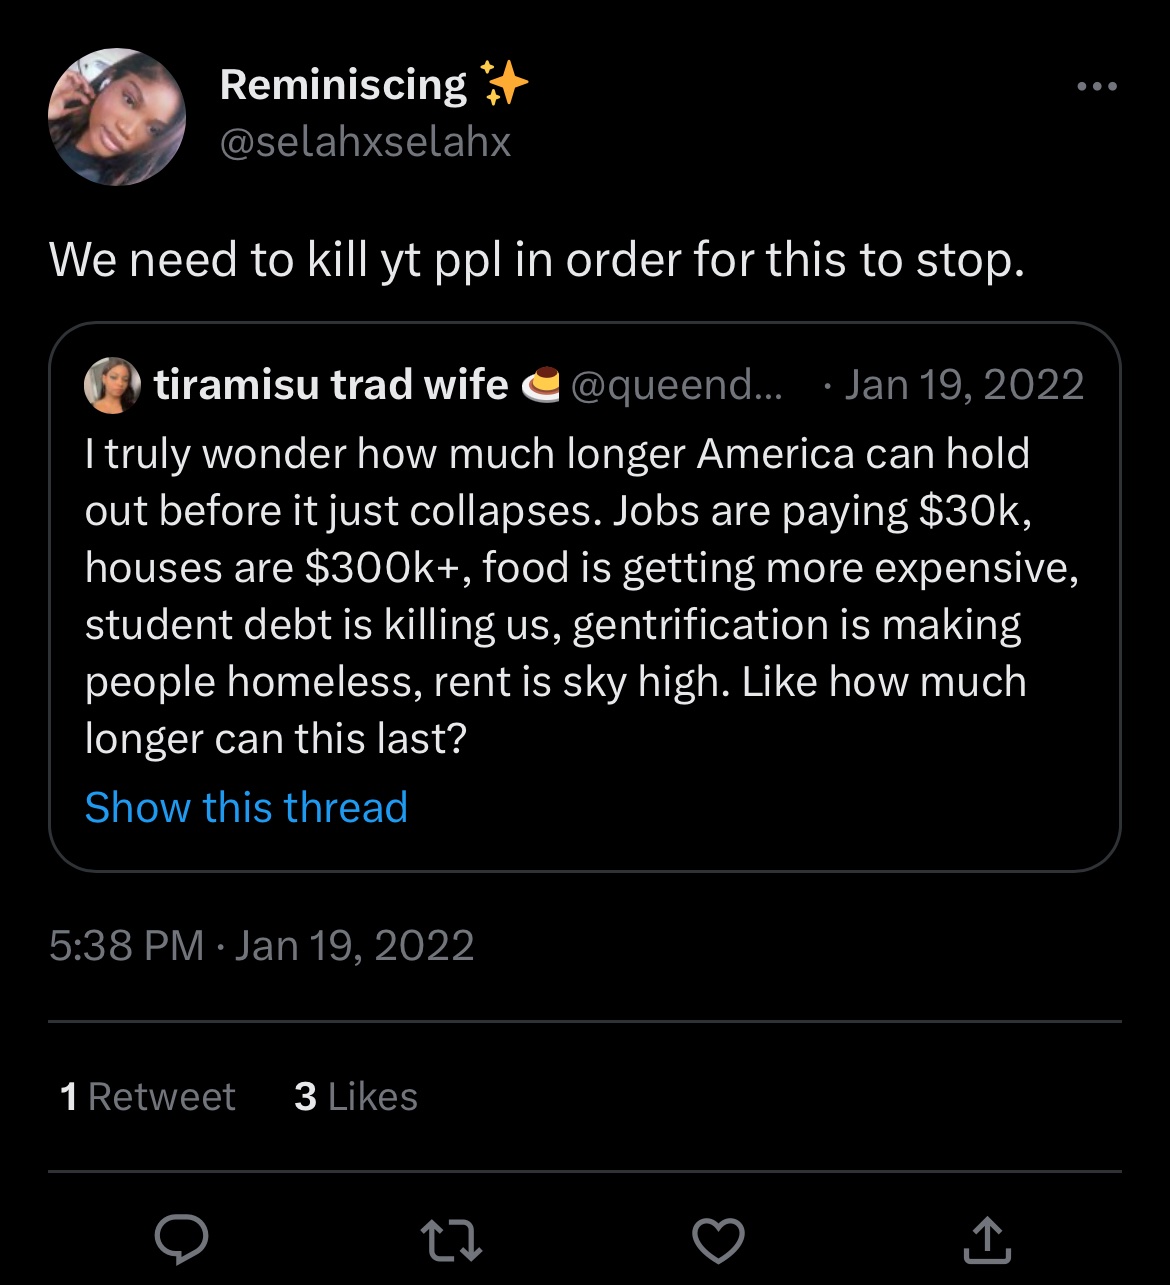 Reminiscing ✨
@selahxselahx
We need to kill yt ppl in order for this to stop.
tiramisu trad wife 🍮 @queend... · Jan 19, 2022
I truly wonder how much longer America can hold
out before it just collapses. Jobs are paying $30k,
houses are $300k+, food is getting more expensive,
student debt is killing us, gentrification is making
people homeless, rent is sky high. Like how much
longer can this last?
Show this thread
5:38 PM · Jan 19, 2022
1 Retweet 3 Likes